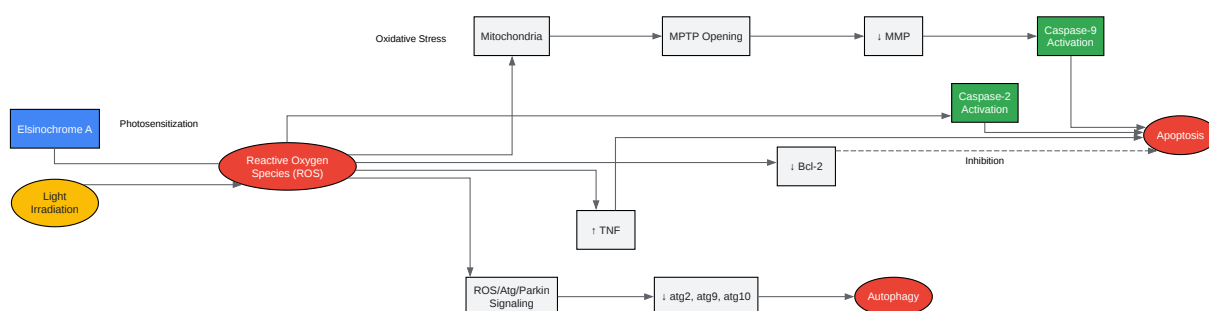 Oxidative Stress
Mitochondria
MPTP Opening
↓ MMP
Caspase-9
Activation
Elsinochrome A
Photosensitization
Caspase-2
Activation
Apoptosis
Reactive Oxygen
Species (ROS)
↓ Bcl-2
Inhibition
Light
Irradiation
↑ TNF
ROS/Atg/Parkin
Signaling
↓ atg2, atg9, atg10
Autophagy